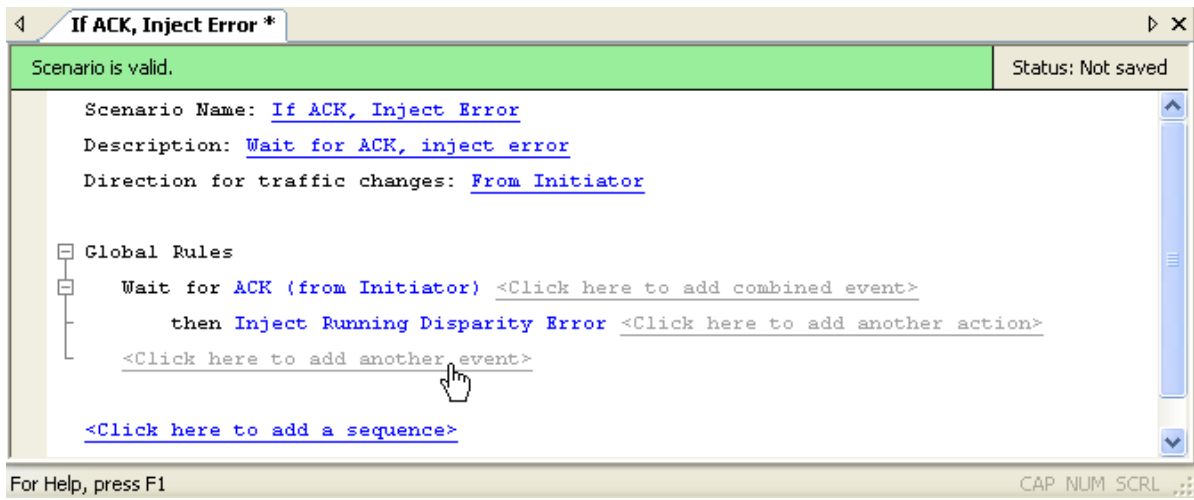 If ACK, Inject Error *
Scenario is valid. Status: Not saved
Scenario Name: If ACK, Inject Error
Description: Wait for ACK, inject error
Direction for traffic changes: From Initiator
Global Rules
Wait for ACK (from Initiator) <Click here to add combined event>
then Inject Running Disparity Error <Click here to add another action>
<Click here to add another event>
<Click here to add a sequence>
For Help, press F1 CAP NUM SCRL